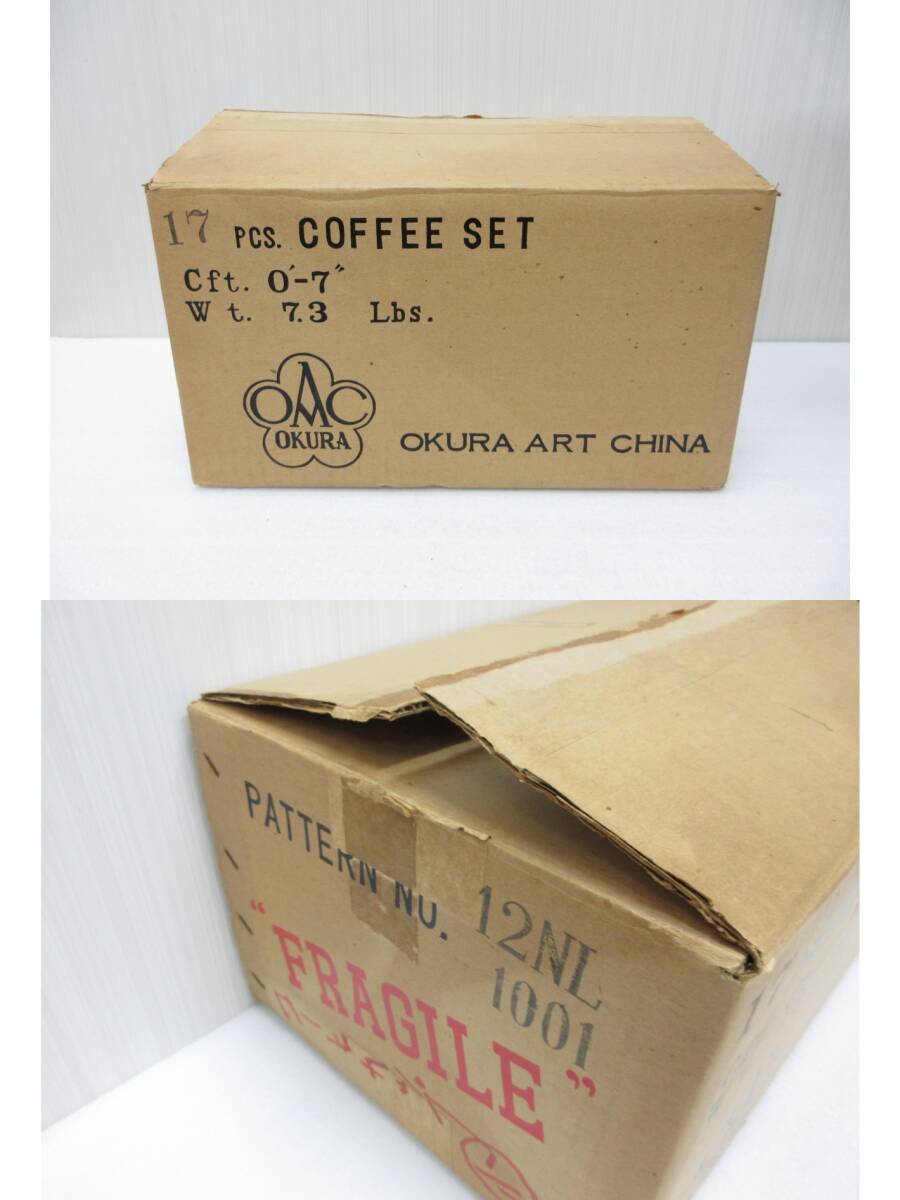 17 PCS. COFFEE SET
Cft. 0'-7"
Wt. 7.3 Lbs.
OAC
OKURA
OKURA ART CHINA
PATTERN NO. 12NL
1001
"FRAGILE"
17